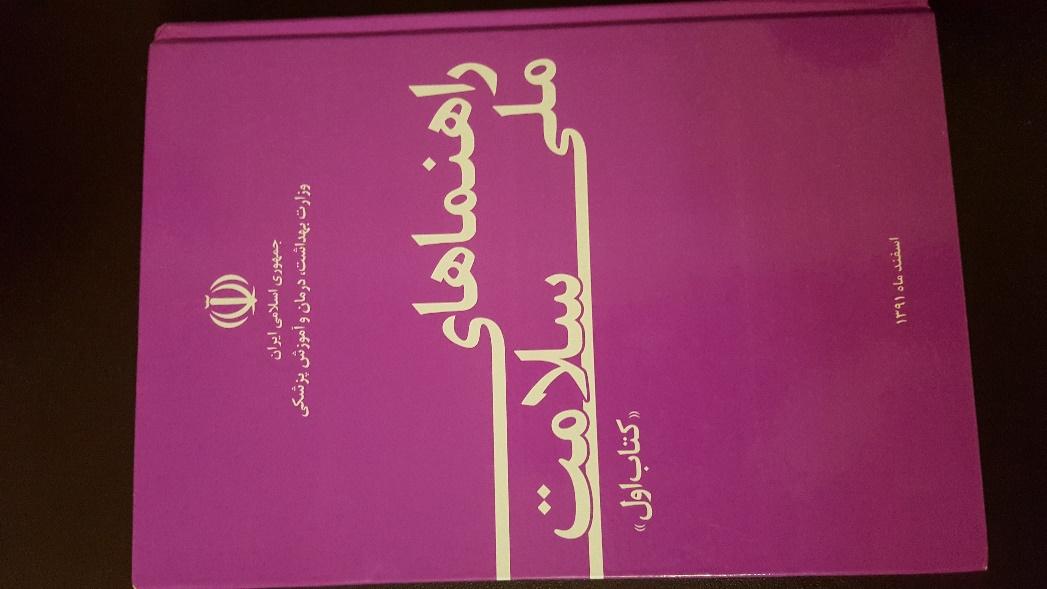 جمهوری اسلامی ایران
وزارت بهداشت، درمان و آموزش پزشکی
راهنماهای
ملی سلامت
«کتاب اول»
اسفند ماه ۱۳۹۱